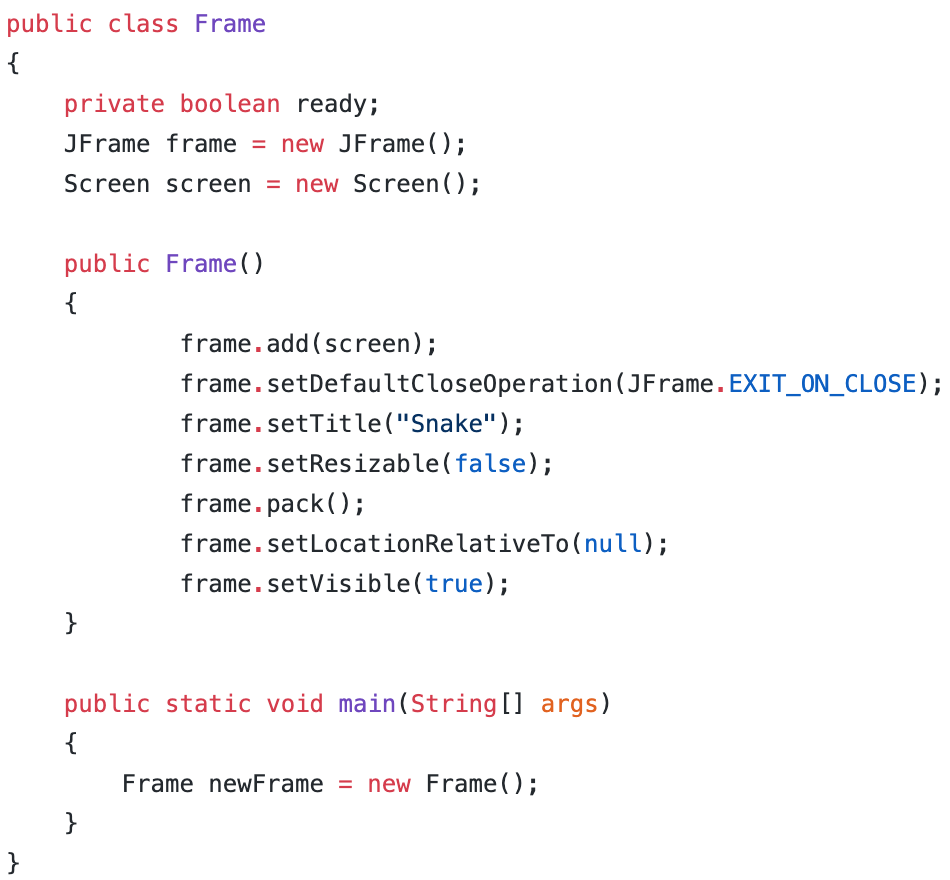 public class Frame
{
    private boolean ready;
    JFrame frame = new JFrame();
    Screen screen = new Screen();

    public Frame()
    {
            frame.add(screen);
            frame.setDefaultCloseOperation(JFrame.EXIT_ON_CLOSE);
            frame.setTitle("Snake");
            frame.setResizable(false);
            frame.pack();
            frame.setLocationRelativeTo(null);
            frame.setVisible(true);
    }

    public static void main(String[] args)
    {
        Frame newFrame = new Frame();
    }
}